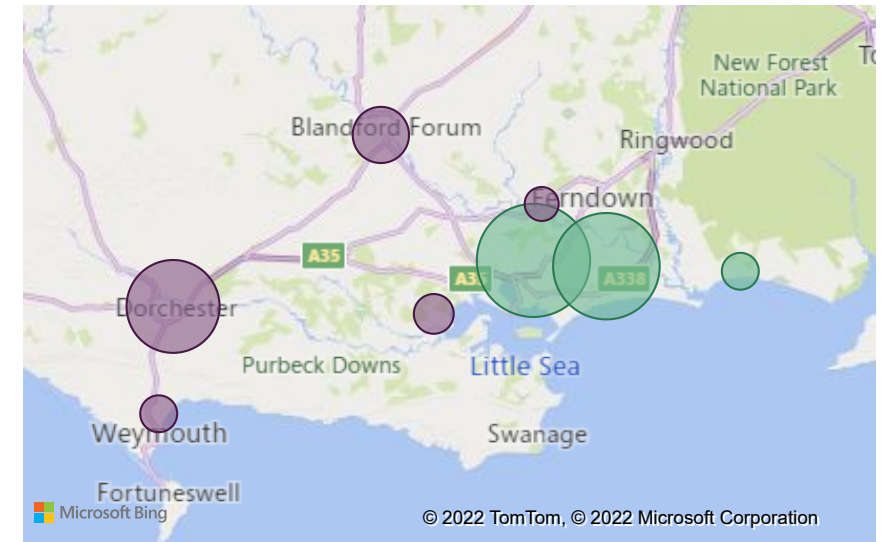 New Forest
National Park
Blandford Forum
Ringwood
Ferndown
A35
A35
A338
Dorchester
Purbeck Downs
Little Sea
Weymouth
Swanage
Fortuneswell
Microsoft Bing
© 2022 TomTom, © 2022 Microsoft Corporation